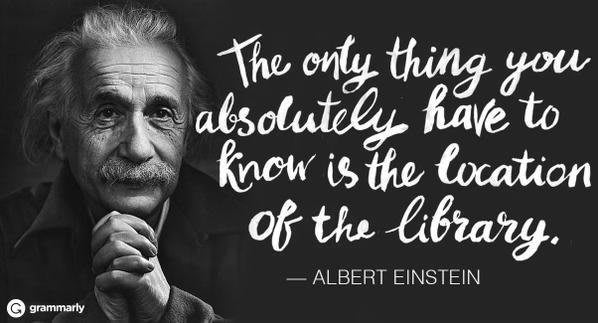 The only thing you
absolutely have to
know is the location
of the library.
— ALBERT EINSTEIN
G grammarly